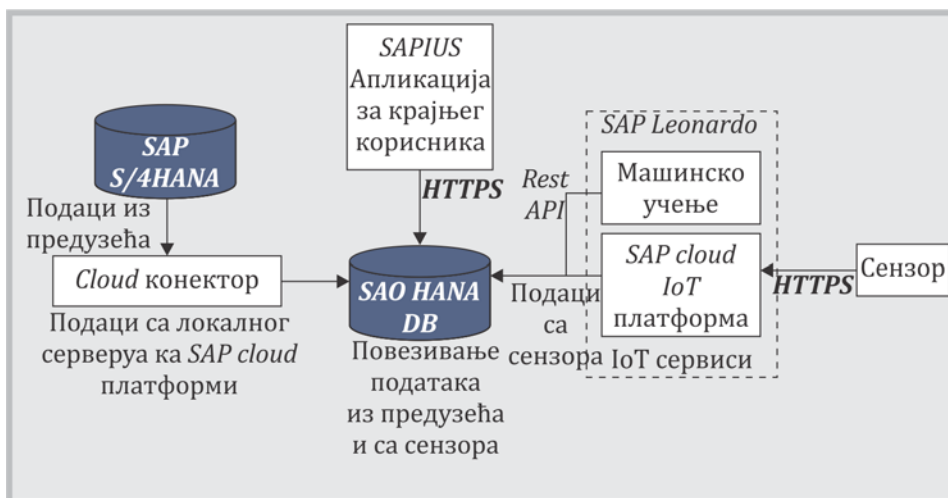 SAPIUS
Апликација
за крајњег
корисника
SAP
S/4HANA
Подаци из
предузећа
Cloud конектор
Подаци са локалног
серверуа ка SAP cloud
платформи
HTTPS
SAO HANA
DB
Повезивање
података
из предузећа
и са сензора
Rest
API
Подаци
са
сензора
SAP Leonardo
Машинско
учење
SAP cloud
IoT
платформа
IoT сервиси
HTTPS
Сензор